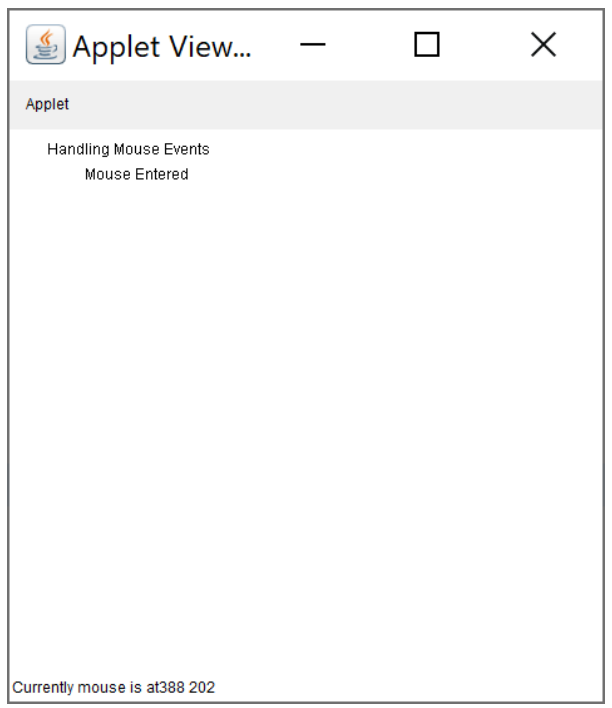 Applet View...
Applet
Handling Mouse Events
Mouse Entered
Currently mouse is at388 202